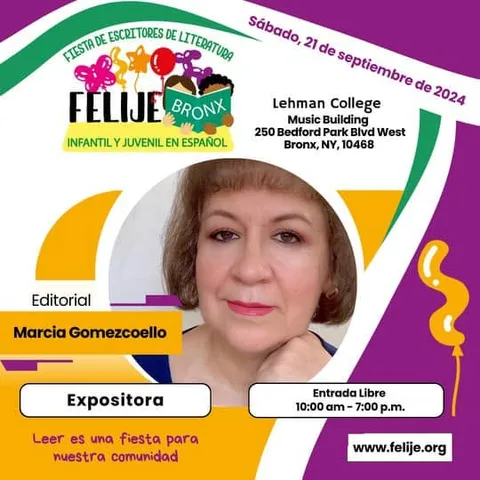 Sábado, 21 de septiembre de 2024
FIESTA DE ESCRITORES DE LITERATURA
FELIJE
BRONX
INFANTIL Y JUVENIL EN ESPAÑOL
Lehman College
Music Building
250 Bedford Park Blvd West
Bronx, NY, 10468
Editorial
Marcia Gomezcoello
Expositora
Entrada Libre
10:00 am - 7:00 p.m.
Leer es una fiesta para
nuestra comunidad
www.felije.org